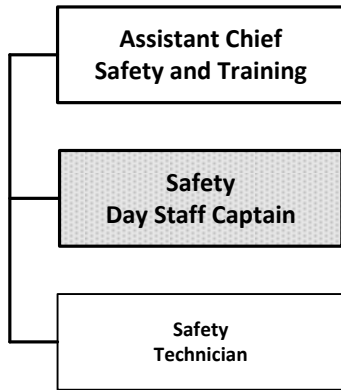 Assistant Chief
Safety and Training
Safety
Day Staff Captain
Safety
Technician